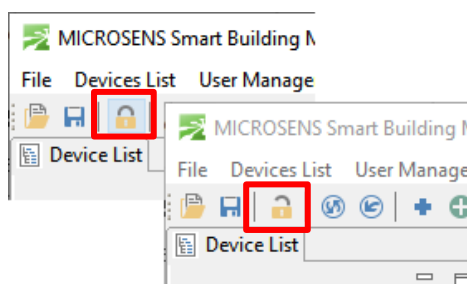 MICROSENS Smart Building
File Devices List User Manage
Device List
MICROSENS Smart Building
File Devices List User Manage
Device List